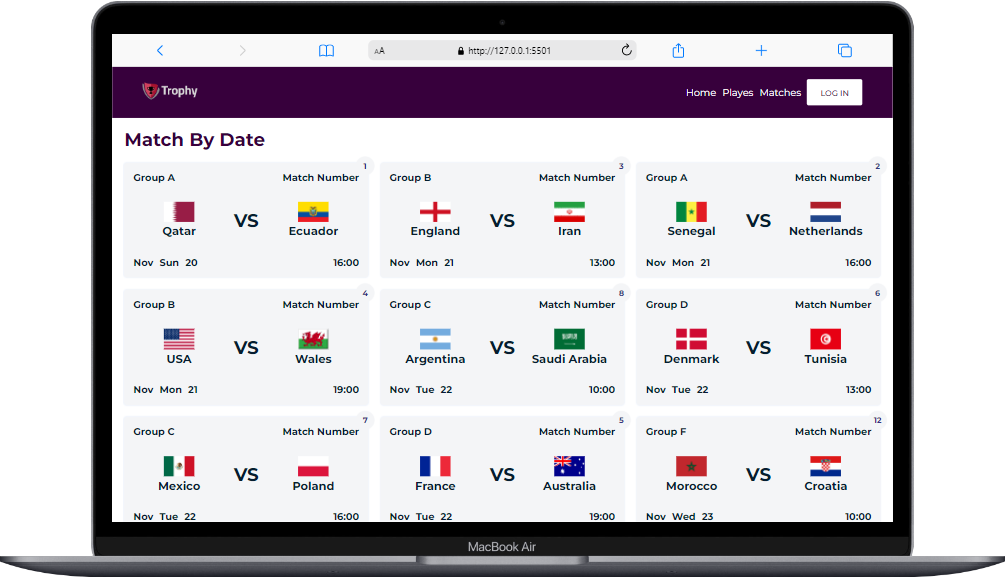 AA http://127.0.0.1:5501
Trophy Home Playes Matches LOG IN
Match By Date
1 3 2
Group A Match Number Group B Match Number Group A Match Number
VS VS VS
Qatar Ecuador England Iran Senegal Netherlands
Nov Sun 20 16:00 Nov Mon 21 13:00 Nov Mon 21 16:00
4 8 6
Group B Match Number Group C Match Number Group D Match Number
VS VS VS
USA Wales Argentina Saudi Arabia Denmark Tunisia
Nov Mon 21 19:00 Nov Tue 22 10:00 Nov Tue 22 13:00
7 5 12
Group C Match Number Group D Match Number Group F Match Number
VS VS VS
Mexico Poland France Australia Morocco Croatia
Nov Tue 22 16:00 Nov Tue 22 19:00 Nov Wed 23 10:00
MacBook Air